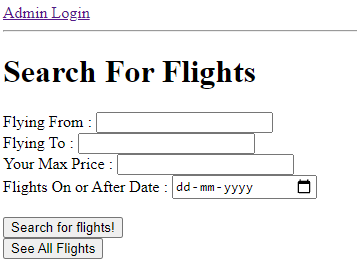 Admin Login
Search For Flights
Flying From :
Flying To :
Your Max Price :
Flights On or After Date : dd-mm-yyyy
Search for flights!
See All Flights